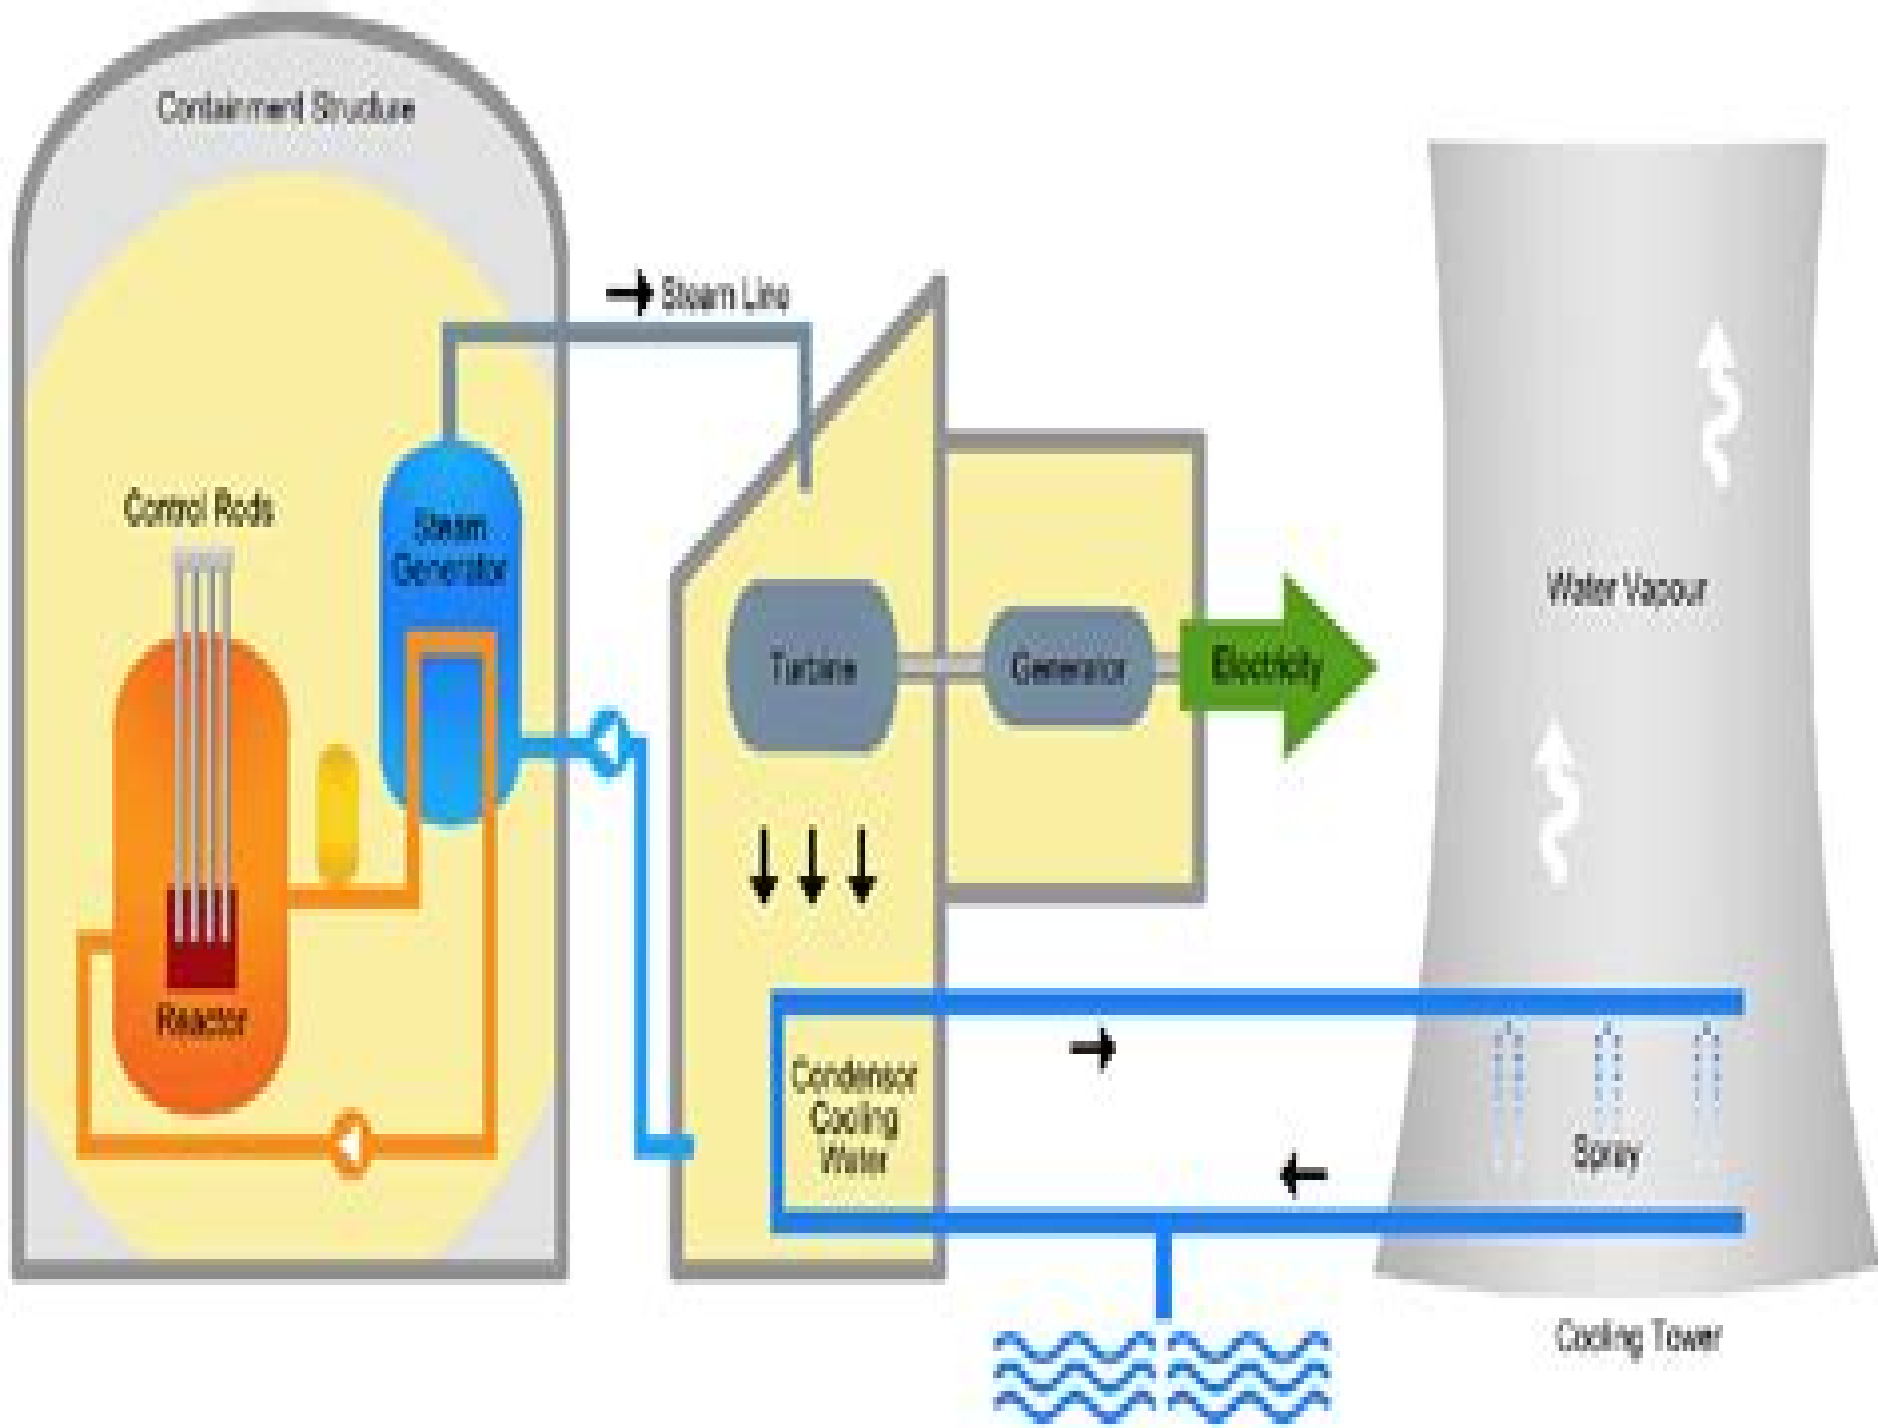 Containment Structure
Steam Line
Control Rods
Steam
Generator
Turbine
Generator
Electricity
Water Vapour
Reactor
Condensor
Cooling
Water
Spray
Cooling Tower